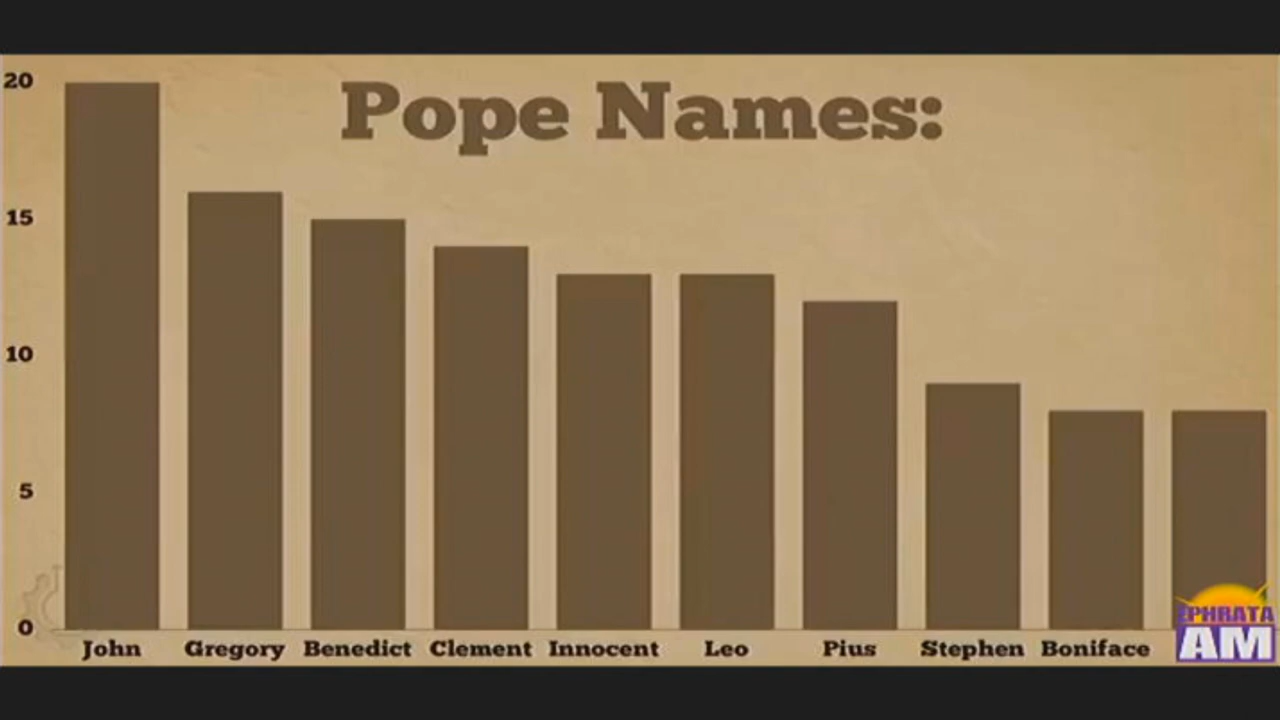 Pope Names:
20
15
10
5
0
John Gregory Benedict Clement Innocent Leo Pius Stephen Boniface
EPHRATA
AM